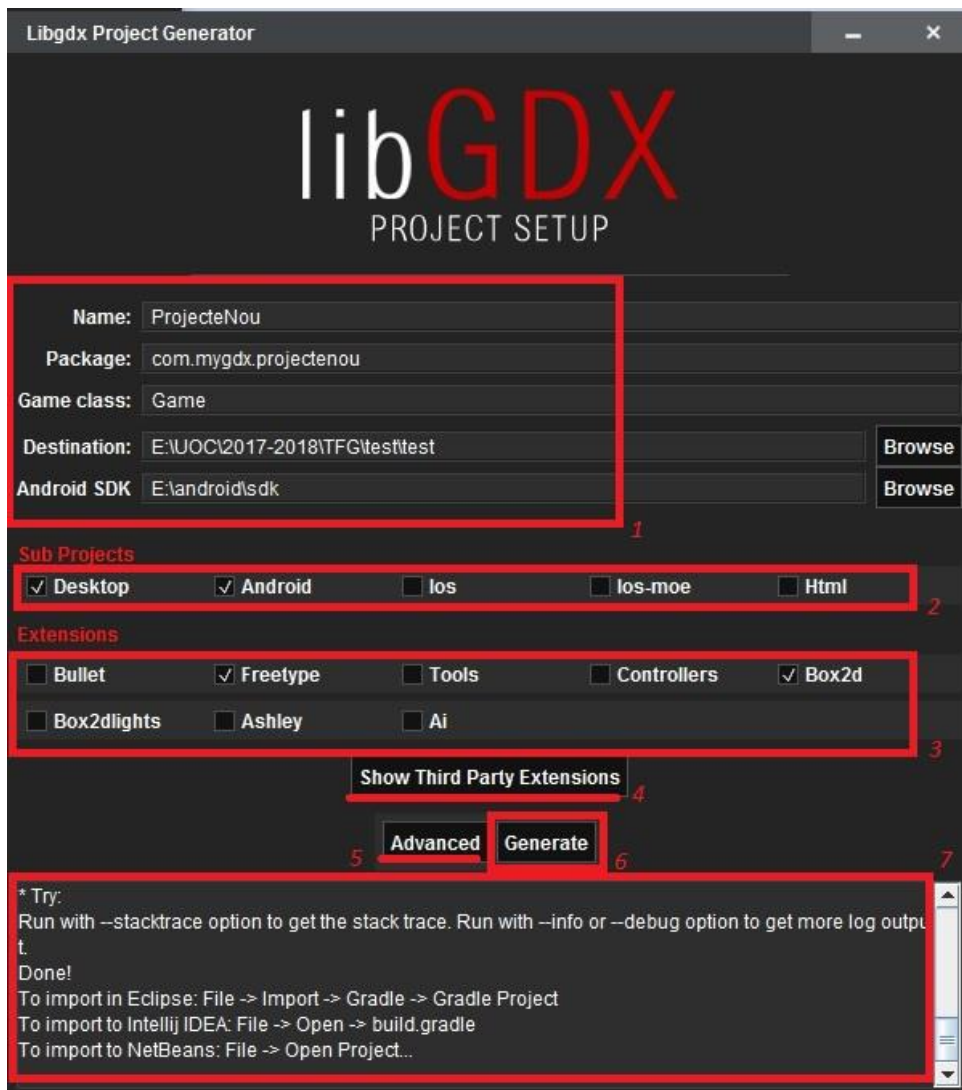 Libgdx Project Generator
libGDX
PROJECT SETUP
Name: ProjecteNou
Package: com.mygdx.projectenou
Game class: Game
Destination: E:\UOC\2017-2018\TFG\test\test Browse
Android SDK E:\android\sdk Browse
1
Sub Projects
Desktop Android Ios Ios-moe Html
2
Extensions
Bullet Freetype Tools Controllers Box2d
Box2dlights Ashley Ai
3
Show Third Party Extensions
4
5 Advanced Generate 6 7
* Try:
Run with --stacktrace option to get the stack trace. Run with --info or --debug option to get more log outpu
t.
Done!
To import in Eclipse: File -> Import -> Gradle -> Gradle Project
To import to Intellij IDEA: File -> Open -> build.gradle
To import to NetBeans: File -> Open Project...